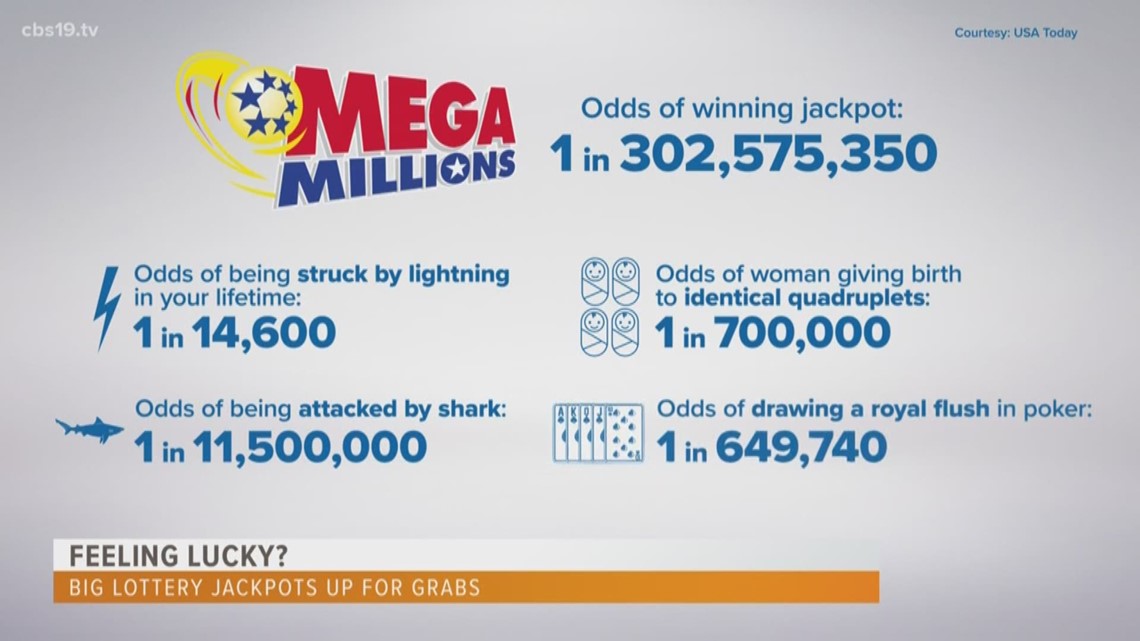 cbs19.tv
Courtesy: USA Today
MEGA
MILLIONS
Odds of winning jackpot:
1 in 302,575,350
Odds of being struck by lightning
in your lifetime:
1 in 14,600
Odds of woman giving birth
to identical quadruplets:
1 in 700,000
Odds of being attacked by shark:
1 in 11,500,000
A K Q J 10
Odds of drawing a royal flush in poker:
1 in 649,740
FEELING LUCKY?
BIG LOTTERY JACKPOTS UP FOR GRABS